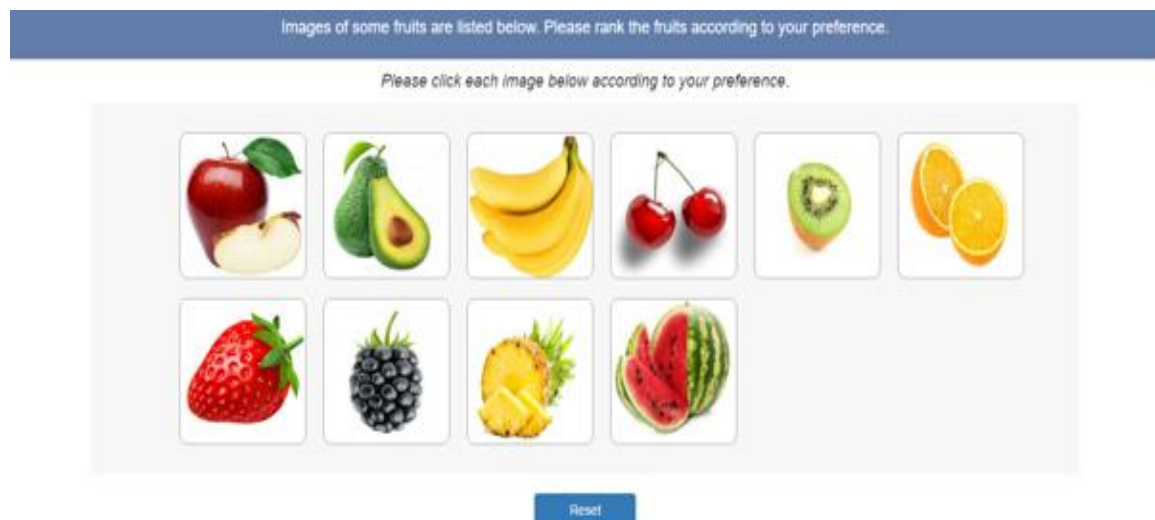 Images of some fruits are listed below. Please rank the fruits according to your preference.
Please click each image below according to your preference.
Reset